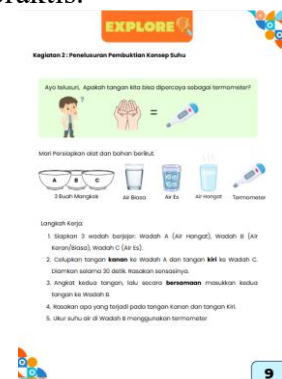 praktis.
EXPLORE
Kegiatan 2 : Penelusuran Pembuktian Konsep Suhu
Ayo telusuri, Apakah tangan kita bisa dipercaya sebagai termometer?
?
=
Mari Persiapkan alat dan bahan berikut.
A B C
3 Buah Mangkok Air Biasa Air Es Air Hangat Termometer
Langkah Kerja:
1. Siapkan 3 wadah berjejer: Wadah A (Air Hangat), Wadah B (Air
Keran/Biasa), Wadah C (Air Es).
2. Celupkan tangan kanan ke Wadah A dan tangan kiri ke Wadah C.
Diamkan selama 30 detik. Rasakan sensasinya.
3. Angkat kedua tangan, lalu secara bersamaan masukkan kedua
tangan ke Wadah B
4. Rasakan apa yang terjadi pada tangan Kanan dan tangan Kiri.
5. Ukur suhu air di Wadah B menggunakan termometer
9